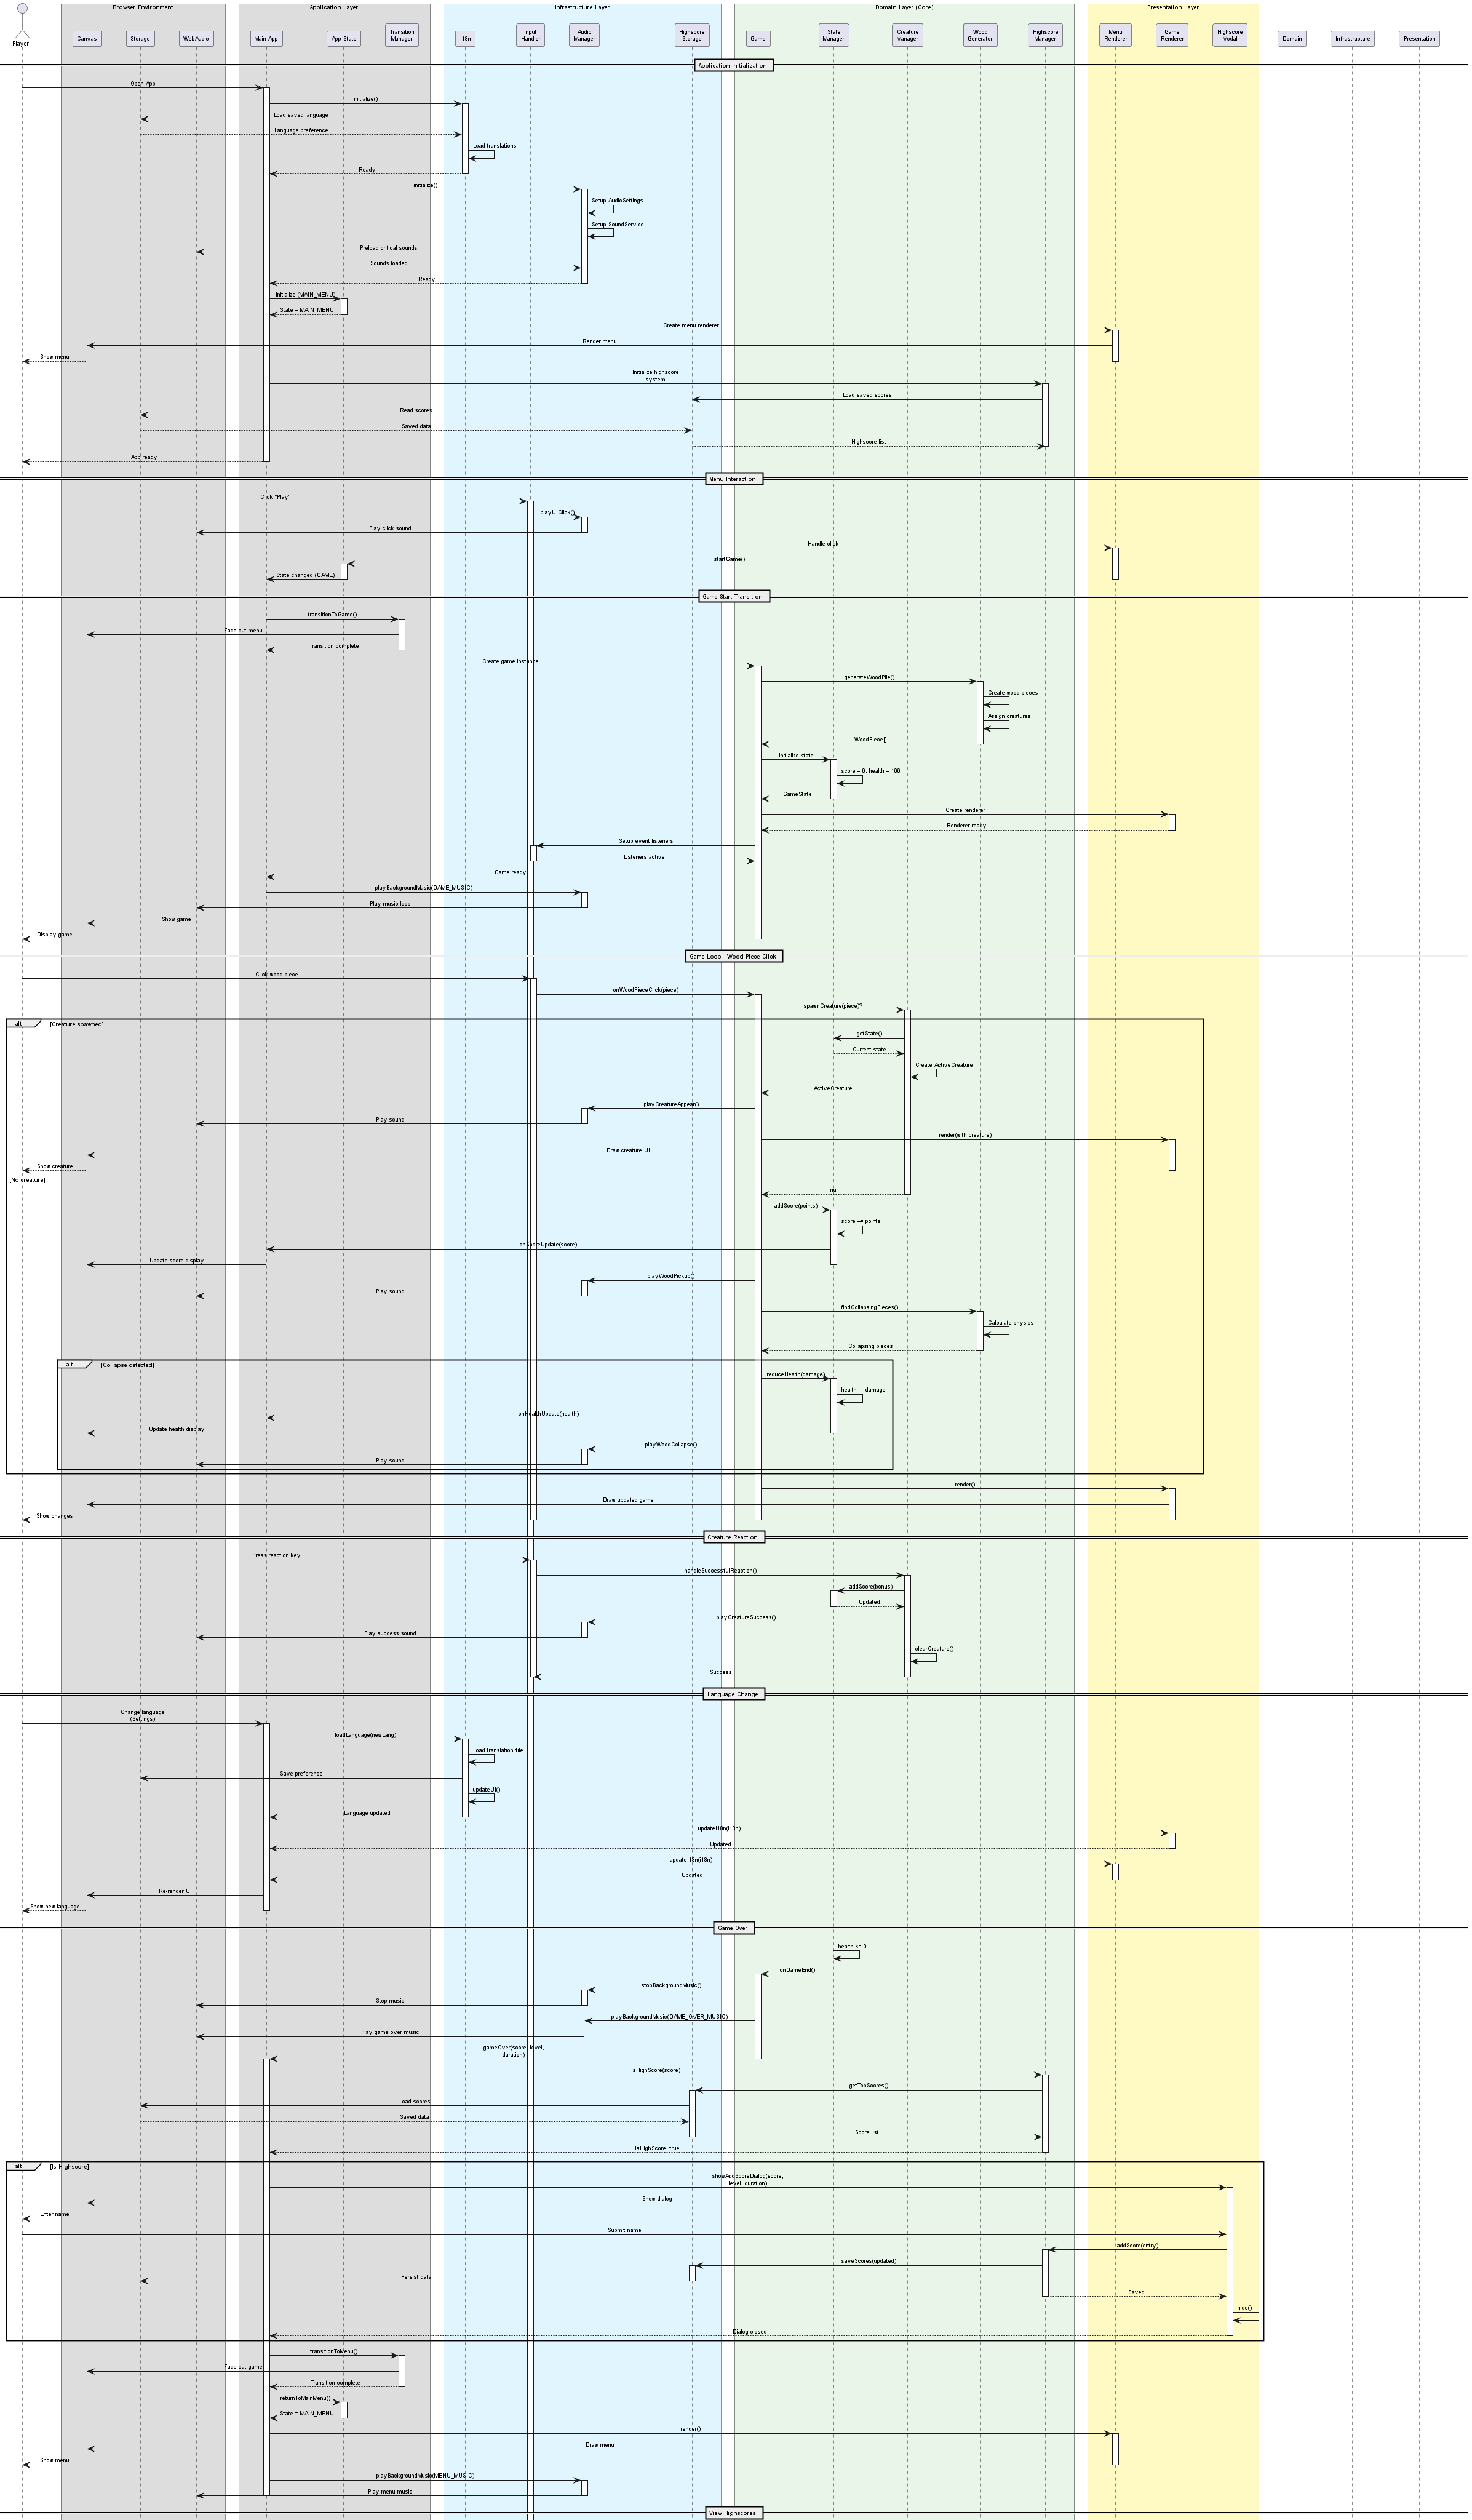 Browser Environment
Application Layer
Infrastructure Layer
Domain Layer (Core)
Presentation Layer
Player
Canvas
Storage
WebAudio
Main App
App State
Transition
Manager
I18n
Input
Handler
Audio
Manager
Highscore
Storage
Game
State
Manager
Creature
Manager
Wood
Generator
Highscore
Manager
Menu
Renderer
Game
Renderer
Highscore
Modal
Domain
Infrastructure
Presentation
Application Initialization
Open App
initialize()
Load saved language
Language preference
Load translations
Ready
initialize()
Setup AudioSettings
Setup SoundService
Preload critical sounds
Sounds loaded
Ready
Initialize (MAIN_MENU)
State = MAIN_MENU
Create menu renderer
Render menu
Show menu
Initialize highscore
system
Load saved scores
Read scores
Saved data
Highscore list
App ready
Menu Interaction
Click "Play"
playUIClick()
Play click sound
Handle click
startGame()
State changed (GAME)
Game Start Transition
transitionToGame()
Fade out menu
Transition complete
Create game instance
generateWoodPile()
Create wood pieces
Assign creatures
WoodPiece[]
Initialize state
score = 0, health = 100
GameState
Create renderer
Renderer ready
Setup event listeners
Listeners active
Game ready
playBackgroundMusic(GAME_MUSIC)
Play music loop
Show game
Display game
Game Loop - Wood Piece Click
Click wood piece
onWoodPieceClick(piece)
spawnCreature(piece)?
alt
[Creature spawned]
getState()
Current state
Create ActiveCreature
ActiveCreature
playCreatureAppear()
Play sound
render(with creature)
Draw creature UI
Show creature
[No creature]
null
addScore(points)
score += points
onScoreUpdate(score)
Update score display
playWoodPickup()
Play sound
findCollapsingPieces()
Calculate physics
Collapsing pieces
alt
[Collapse detected]
reduceHealth(damage)
health -= damage
onHealthUpdate(health)
Update health display
playWoodCollapse()
Play sound
render()
Draw updated game
Show changes
Creature Reaction
Press reaction key
handleSuccessfulReaction()
addScore(bonus)
Updated
playCreatureSuccess()
Play success sound
clearCreature()
Success
Language Change
Change language
(Settings)
loadLanguage(newLang)
Load translation file
Save preference
updateUI()
Language updated
updateI18n(i18n)
Updated
updateI18n(i18n)
Updated
Re-render UI
Show new language
Game Over
health <= 0
onGameEnd()
stopBackgroundMusic()
Stop music
playBackgroundMusic(GAME_OVER_MUSIC)
Play game over music
gameOver(score, level,
duration)
isHighScore(score)
getTopScores()
Load scores
Saved data
Score list
isHighScore: true
alt
[Is Highscore]
showAddScoreDialog(score,
level, duration)
Show dialog
Enter name
Submit name
addScore(entry)
saveScores(updated)
Persist data
Saved
hide()
Dialog closed
transitionToMenu()
Fade out game
Transition complete
returnToMainMenu()
State = MAIN_MENU
render()
Draw menu
Show menu
playBackgroundMusic(MENU_MUSIC)
Play menu music
View Highscores